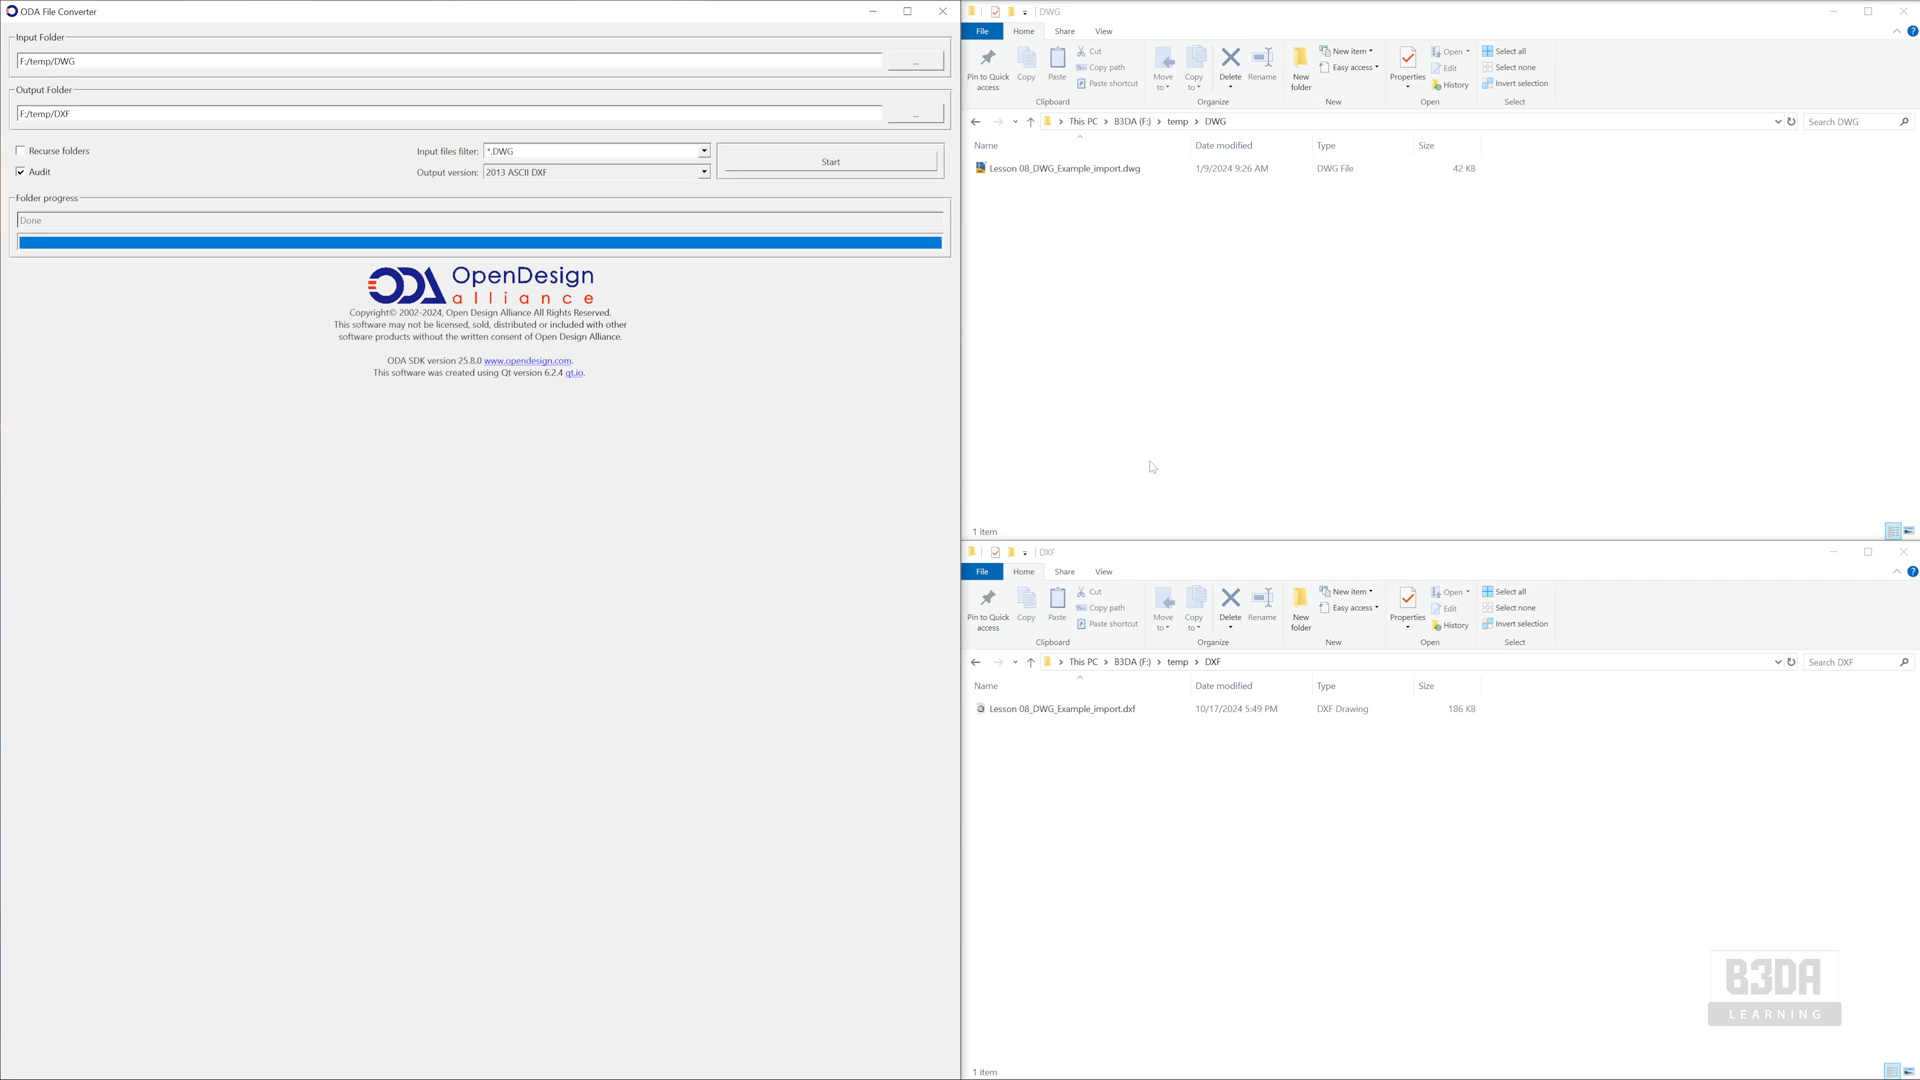 ODA File Converter
Input Folder
F:/temp/DWG
...
Output Folder
F:/temp/DXF
...
Recurse folders
Audit
Input files filter: *.DWG
Output version: 2013 ASCII DXF
Start
Folder progress
Done
ODA OpenDesign
alliance
Copyright© 2002-2024, Open Design Alliance All Rights Reserved.
This software may not be licensed, sold, distributed or included with other
software products without the written consent of Open Design Alliance.
ODA SDK version 25.8.0 www.opendesign.com.
This software was created using Qt version 6.2.4 qt.io.
DWG
File Home Share View
Pin to Quick access
Copy
Paste
Cut
Copy path
Paste shortcut
Clipboard
Move to
Copy to
Delete
Rename
Organize
New folder
New item
Easy access
New
Properties
Open
Edit
History
Open
Select all
Select none
Invert selection
Select
This PC B3DA (F:) temp DWG
Search DWG
Name Date modified Type Size
Lesson 08_DWG_Example_import.dwg 1/9/2024 9:26 AM DWG File 42 KB
1 item
DXF
File Home Share View
Pin to Quick access
Copy
Paste
Cut
Copy path
Paste shortcut
Clipboard
Move to
Copy to
Delete
Rename
Organize
New folder
New item
Easy access
New
Properties
Open
Edit
History
Open
Select all
Select none
Invert selection
Select
This PC B3DA (F:) temp DXF
Search DXF
Name Date modified Type Size
Lesson 08_DWG_Example_import.dxf 10/17/2024 5:49 PM DXF Drawing 186 KB
1 item
B3DA
LEARNING